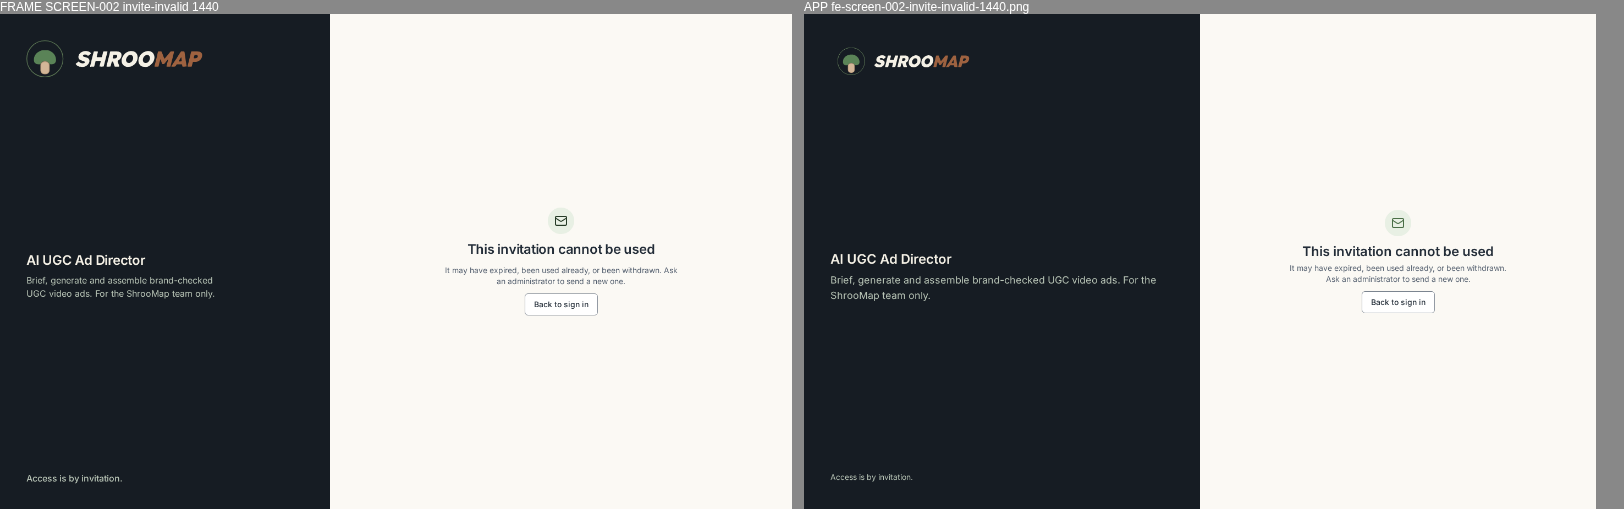 FRAME SCREEN-002 invite-invalid 1440
SHROOMAP
AI UGC Ad Director
Brief, generate and assemble brand-checked
UGC video ads. For the ShrooMap team only.
Access is by invitation.
This invitation cannot be used
It may have expired, been used already, or been withdrawn. Ask
an administrator to send a new one.
Back to sign in
APP fe-screen-002-invite-invalid-1440.png
SHROOMAP
AI UGC Ad Director
Brief, generate and assemble brand-checked UGC video ads. For the
ShrooMap team only.
Access is by invitation.
This invitation cannot be used
It may have expired, been used already, or been withdrawn.
Ask an administrator to send a new one.
Back to sign in